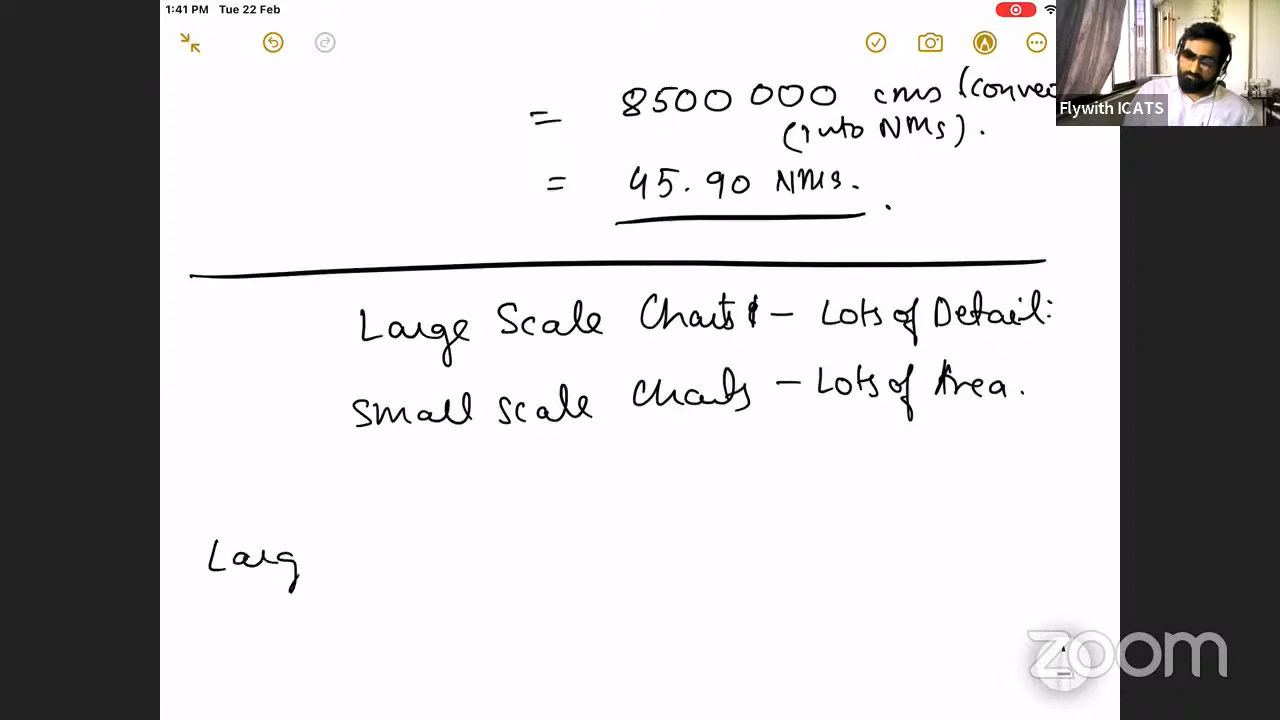 1:41 PM Tue 22 Feb
= 8500 000 cms (conver
(into NMs).
= 45.90 NMs.
Flywith ICATS
Large Scale Charts - Lots of Detail:
Small scale Charts - Lots of Area.
Larg
zoom